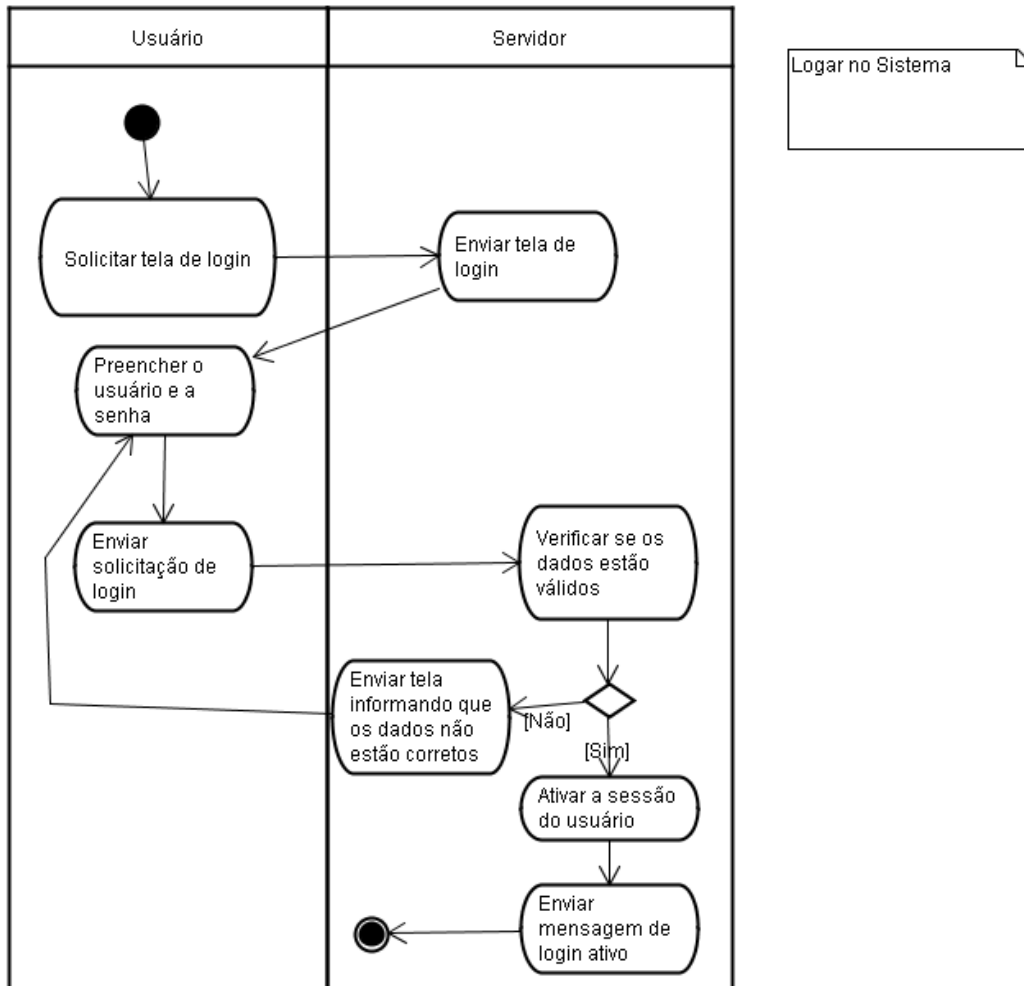 Usuário
Servidor
Logar no Sistema
Solicitar tela de login
Enviar tela de
login
Preencher o
usuário e a
senha
Enviar
solicitação de
login
Verificar se os
dados estão
válidos
Enviar tela
informando que
os dados não
estão corretos
[Não]
[Sim]
Ativar a sessão
do usuário
Enviar
mensagem de
login ativo